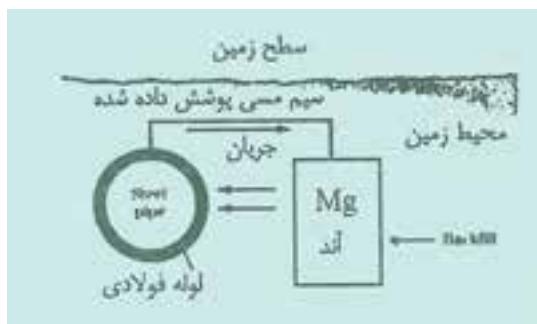 سطح زمین
سیم مسی پوشش داده شده
محیط زمین
جریان
Steel
pipe
Mg
آند
Backfill
لوله فولادی